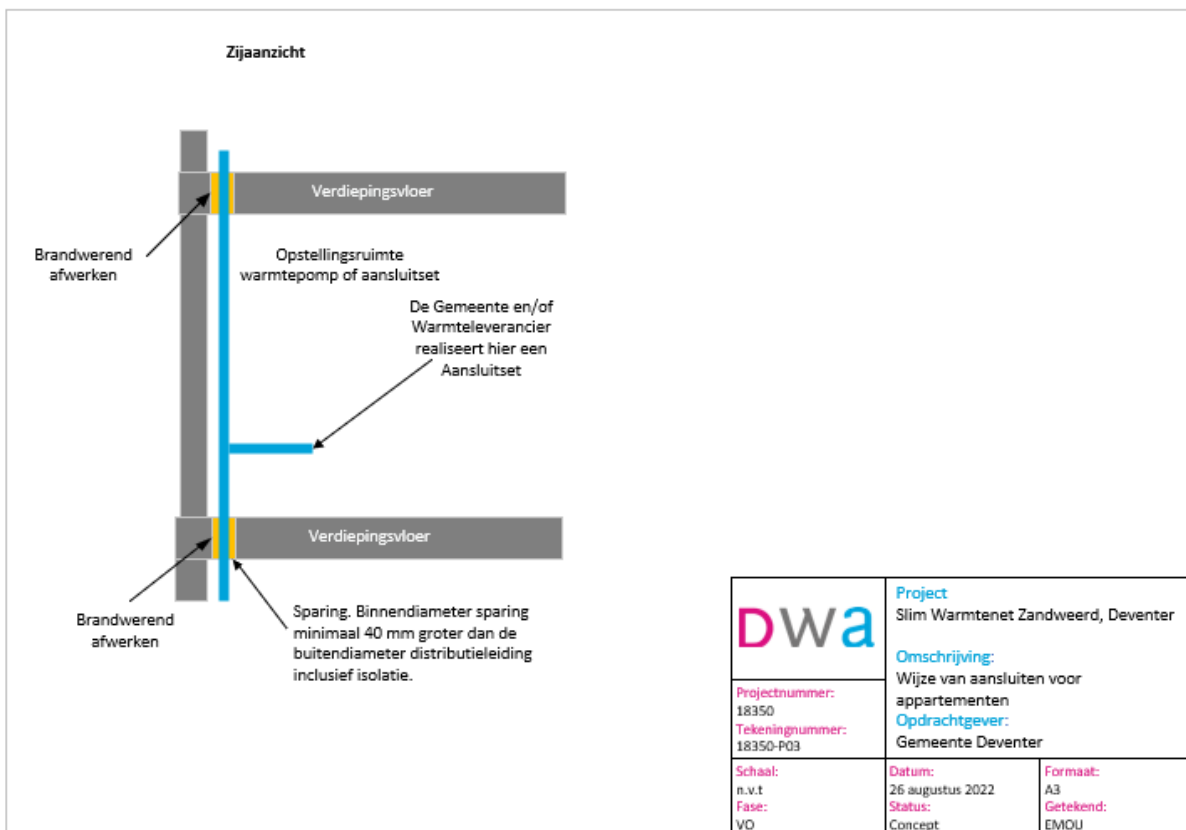 Zijaanzicht
Verdiepingsvloer
Brandwerend
afwerken
Opstellingsruimte
warmtepomp of aansluitset
De Gemeente en/of
Warmteleverancier
realiseert hier een
Aansluitset
Verdiepingsvloer
Brandwerend
afwerken
Sparing. Binnendiameter sparing
minimaal 40 mm groter dan de
buitendiameter distributieleiding
inclusief isolatie.
DWa
Project
Slim Warmtenet Zandweerd, Deventer
Omschrijving:
Wijze van aansluiten voor
appartementen
Opdrachtgever:
Gemeente Deventer
Projectnummer:
18350
Tekeningnummer:
18350-P03
Schaal:
n.v.t
Fase:
VO
Datum:
26 augustus 2022
Status:
Concept
Formaat:
A3
Getekend:
EMOU